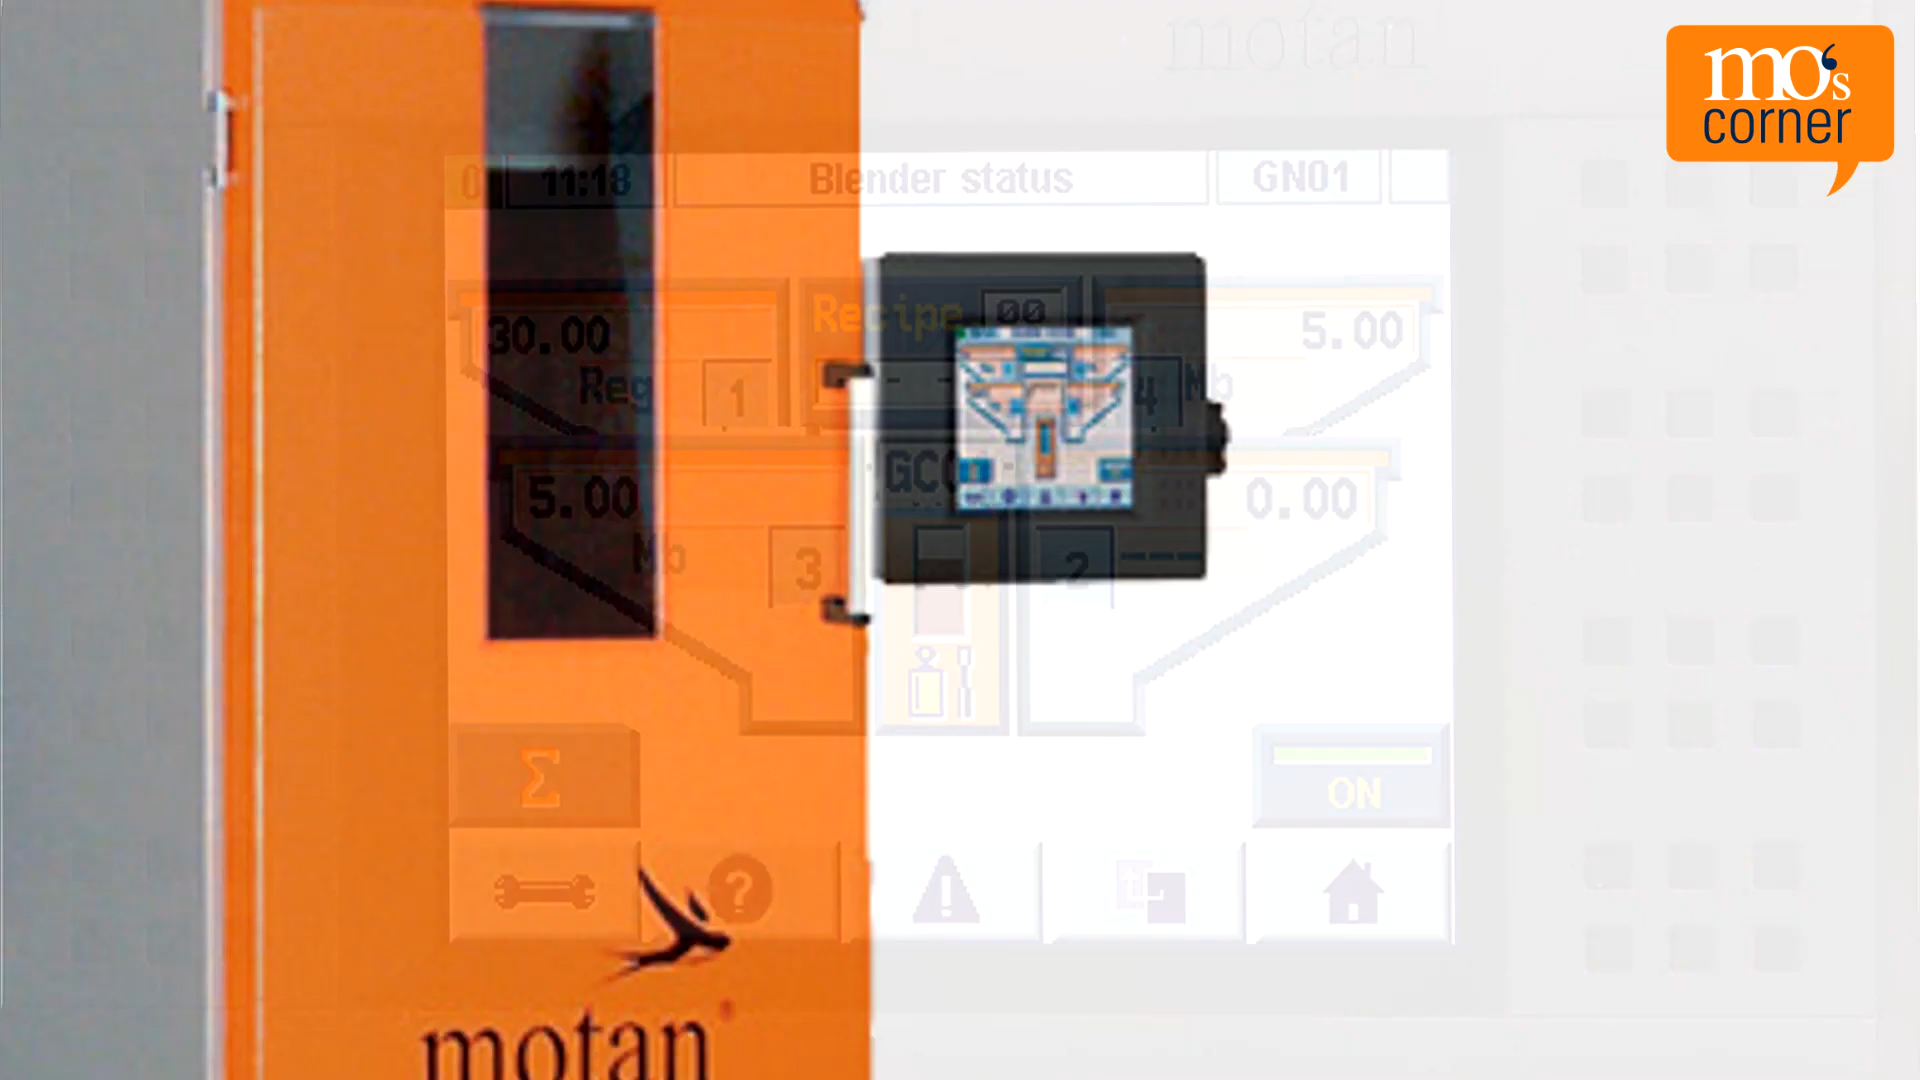 motan
mo's
corner
11:18
Blender status
GN01
30.00
Recipe
00
5.00
Reg
1
4
Mb
5.00
0.00
Mb
3
2
Σ
ON
?
!
motan